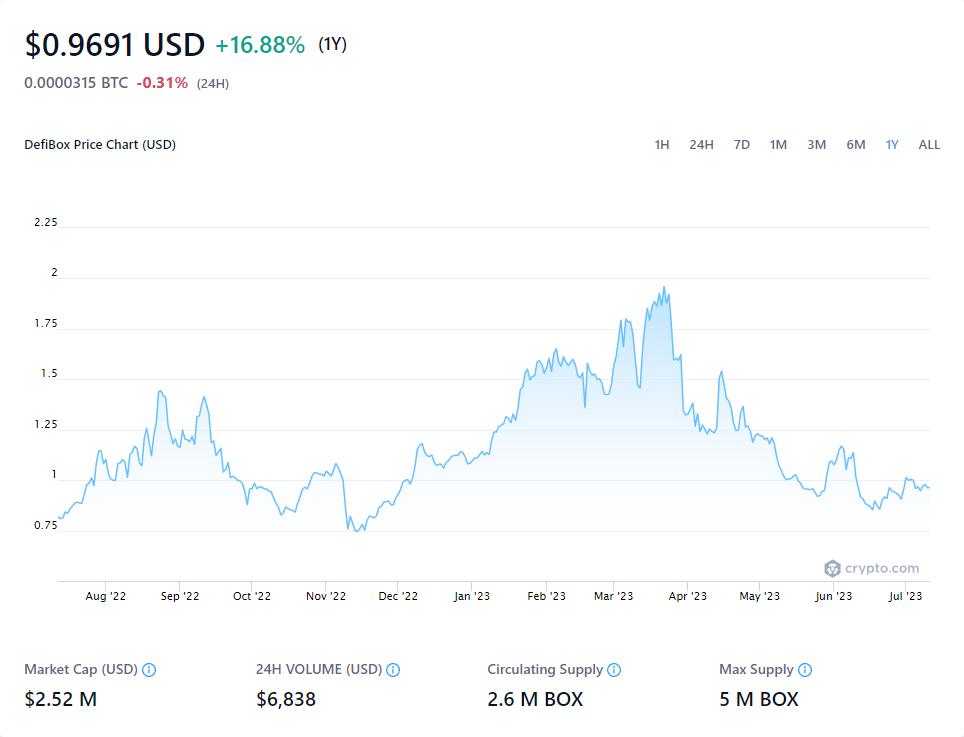 $0.9691 USD +16.88% (1Y)
0.0000315 BTC -0.31% (24H)
DefiBox Price Chart (USD) 1H 24H 7D 1M 3M 6M 1Y ALL
2.25
2
1.75
1.5
1.25
1
0.75
crypto.com
Aug '22 Sep '22 Oct '22 Nov '22 Dec '22 Jan '23 Feb '23 Mar '23 Apr '23 May '23 Jun '23 Jul '23
Market Cap (USD) 24H VOLUME (USD) Circulating Supply Max Supply
$2.52 M $6,838 2.6 M BOX 5 M BOX